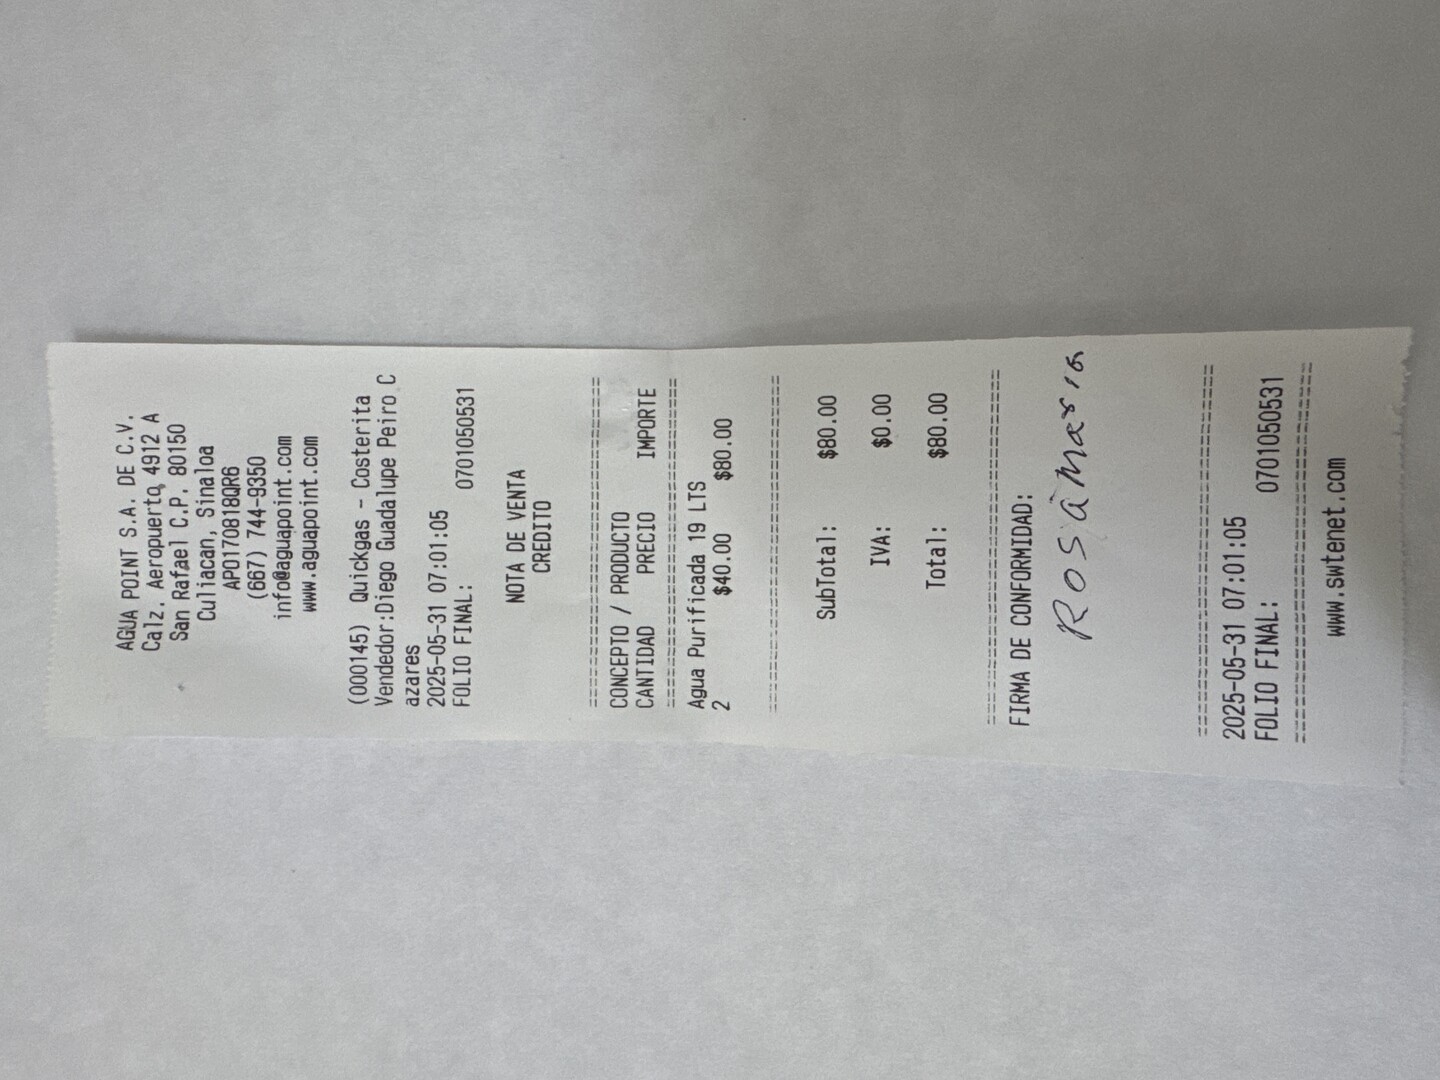 AGUA POINT S.A. DE C.V.
Calz. Aeropuerto, 4912 A
San Rafael C.P. 80150
Culiacan, Sinaloa
APO170818QR6
(667) 744-9350
info@aguapoint.com
www.aguapoint.com
(000145) Quickgas - Costerita
Vendedor:Diego Guadalupe Peiro C
azares
2025-05-31 07:01:05
FOLIO FINAL: 0701050531
NOTA DE VENTA
CREDITO
================================
CONCEPTO / PRODUCTO
CANTIDAD PRECIO IMPORTE
================================
Agua Purificada 19 LTS
2 $40.00 $80.00
================================
SubTotal: $80.00
IVA: $0.00
Total: $80.00
================================
FIRMA DE CONFORMIDAD:
Rosa Maria
================================
2025-05-31 07:01:05
FOLIO FINAL: 0701050531
================================
www.swtenet.com